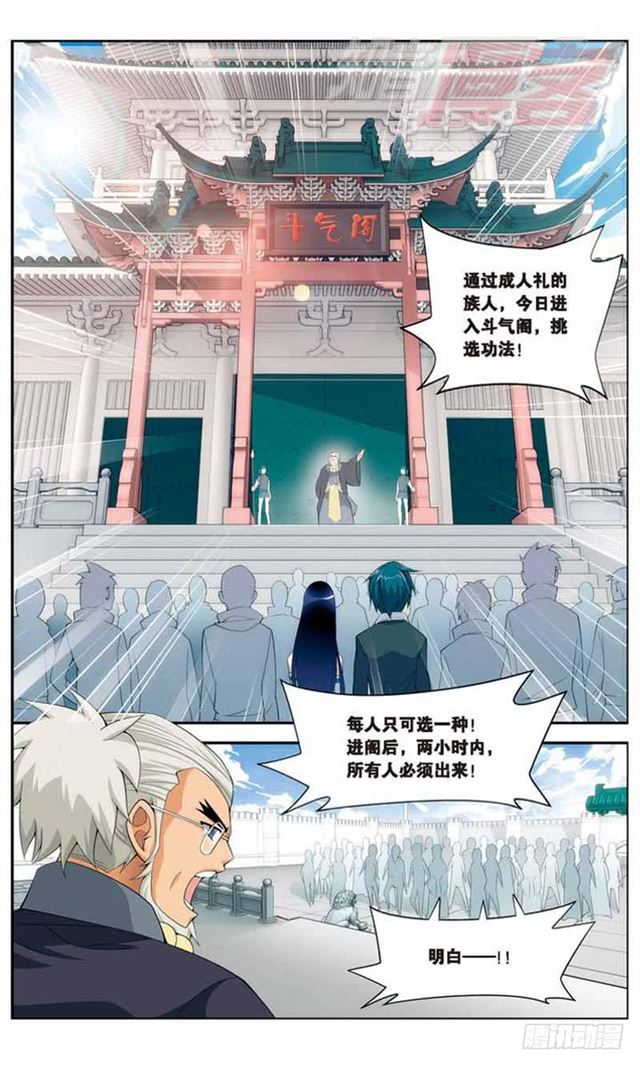 斗气阁
通过成人礼的
族人，今日进
入斗气阁，挑
选功法！
每人只可选一种！
进阁后，两小时内，
所有人必须出来！
明白——！！
腾讯动漫